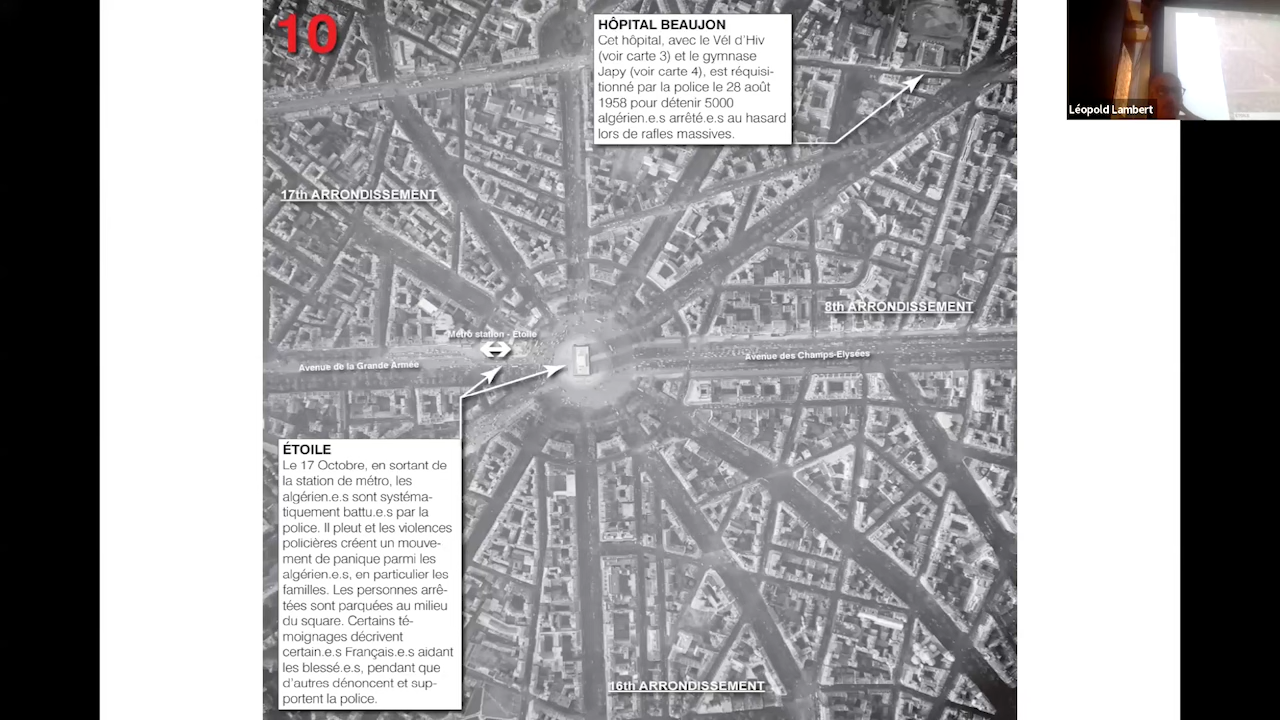 10
HÔPITAL BEAUJON
Cet hôpital, avec le Vél d'Hiv
(voir carte 3) et le gymnase
Japy (voir carte 4), est réquisi-
tionné par la police le 28 août
1958 pour détenir 5000
algérien.e.s arrêté.e.s au hasard
lors de rafles massives.
Léopold Lambert
17th ARRONDISSEMENT
8th ARRONDISSEMENT
Métro station - Etoile
Avenue des Champs-Elysées
Avenue de la Grande Armée
ÉTOILE
Le 17 Octobre, en sortant de
la station de métro, les
algérien.e.s sont systéma-
tiquement battu.e.s par la
police. Il pleut et les violences
policières créent un mouve-
ment de panique parmi les
algérien.e.s, en particulier les
familles. Les personnes arrê-
tées sont parquées au milieu
du square. Certains té-
moignages décrivent
certain.e.s Français.e.s aidant
les blessé.e.s, pendant que
d'autres dénoncent et sup-
portent la police.
16th ARRONDISSEMENT